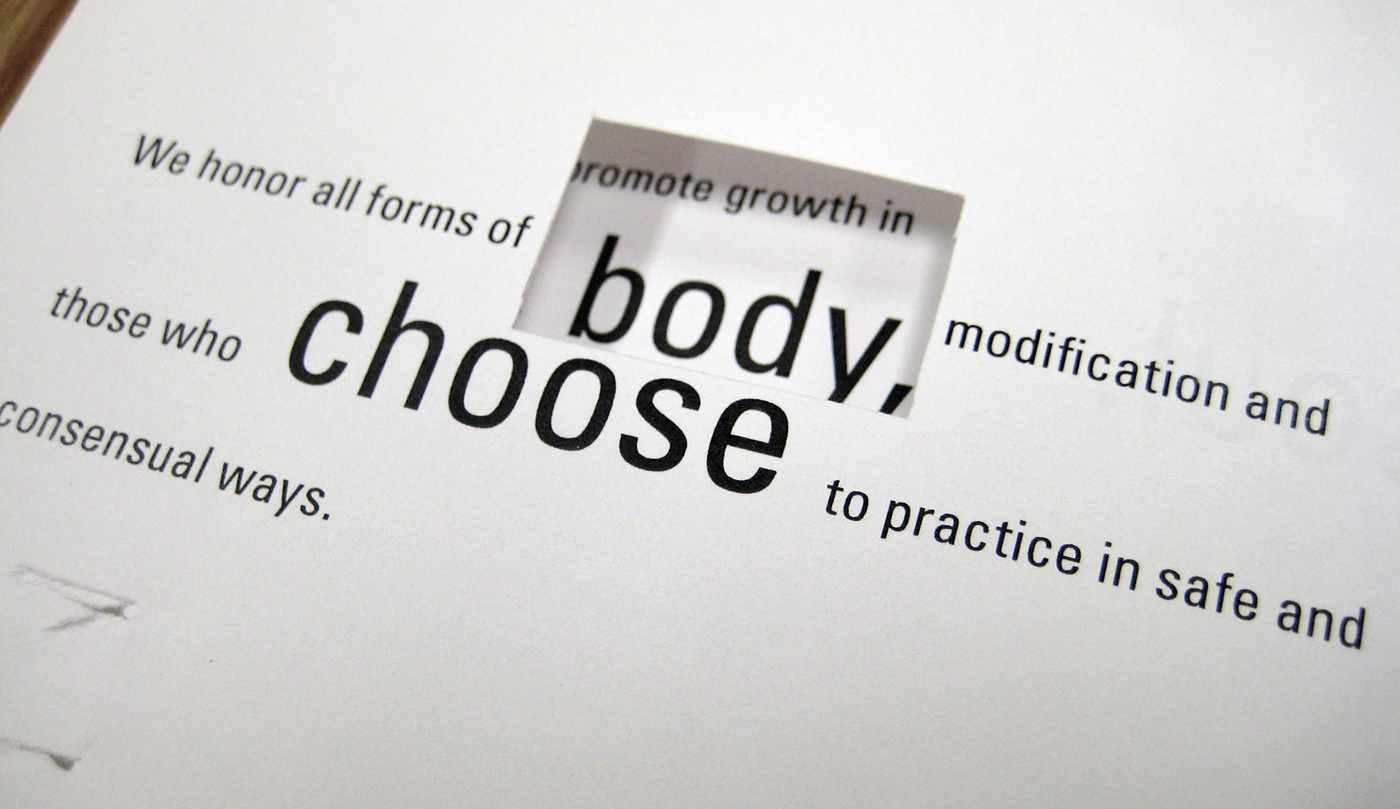 promote growth in
We honor all forms of body, modification and
those who choose to practice in safe and
consensual ways.